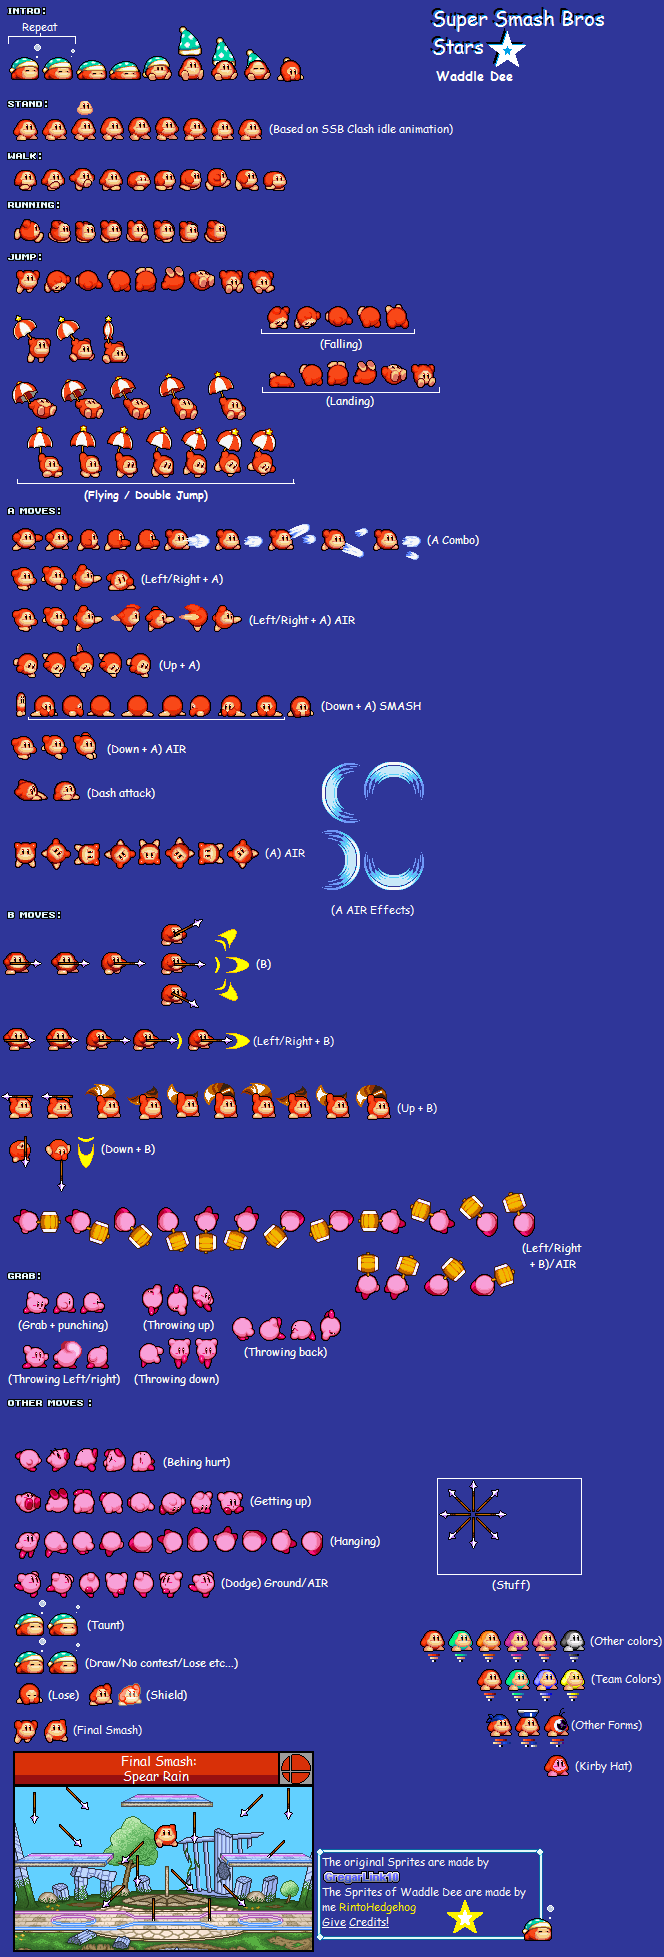 INTRO:
Repeat
Super Smash Bros
Stars
Waddle Dee
STAND:
(Based on SSB Clash idle animation)
WALK:
RUNNING:
JUMP:
(Falling)
(Landing)
(Flying / Double Jump)
A MOVES:
(A Combo)
(Left/Right + A)
(Left/Right + A) AIR
(Up + A)
(Down + A) SMASH
(Down + A) AIR
(Dash attack)
(A) AIR
(A AIR Effects)
B MOVES:
(B)
(Left/Right + B)
(Up + B)
(Down + B)
(Left/Right
+ B)/AIR
GRAB:
(Grab + punching)
(Throwing up)
(Throwing back)
(Throwing Left/right)
(Throwing down)
OTHER MOVES :
(Behing hurt)
(Getting up)
(Hanging)
(Dodge) Ground/AIR
(Stuff)
(Taunt)
(Draw/No contest/Lose etc...)
(Lose)
(Shield)
(Final Smash)
(Other colors)
(Team Colors)
(Other Forms)
(Kirby Hat)
Final Smash:
Spear Rain
The original Sprites are made by
GregarLink10
The Sprites of Waddle Dee are made by
me RintoHedgehog
Give Credits!